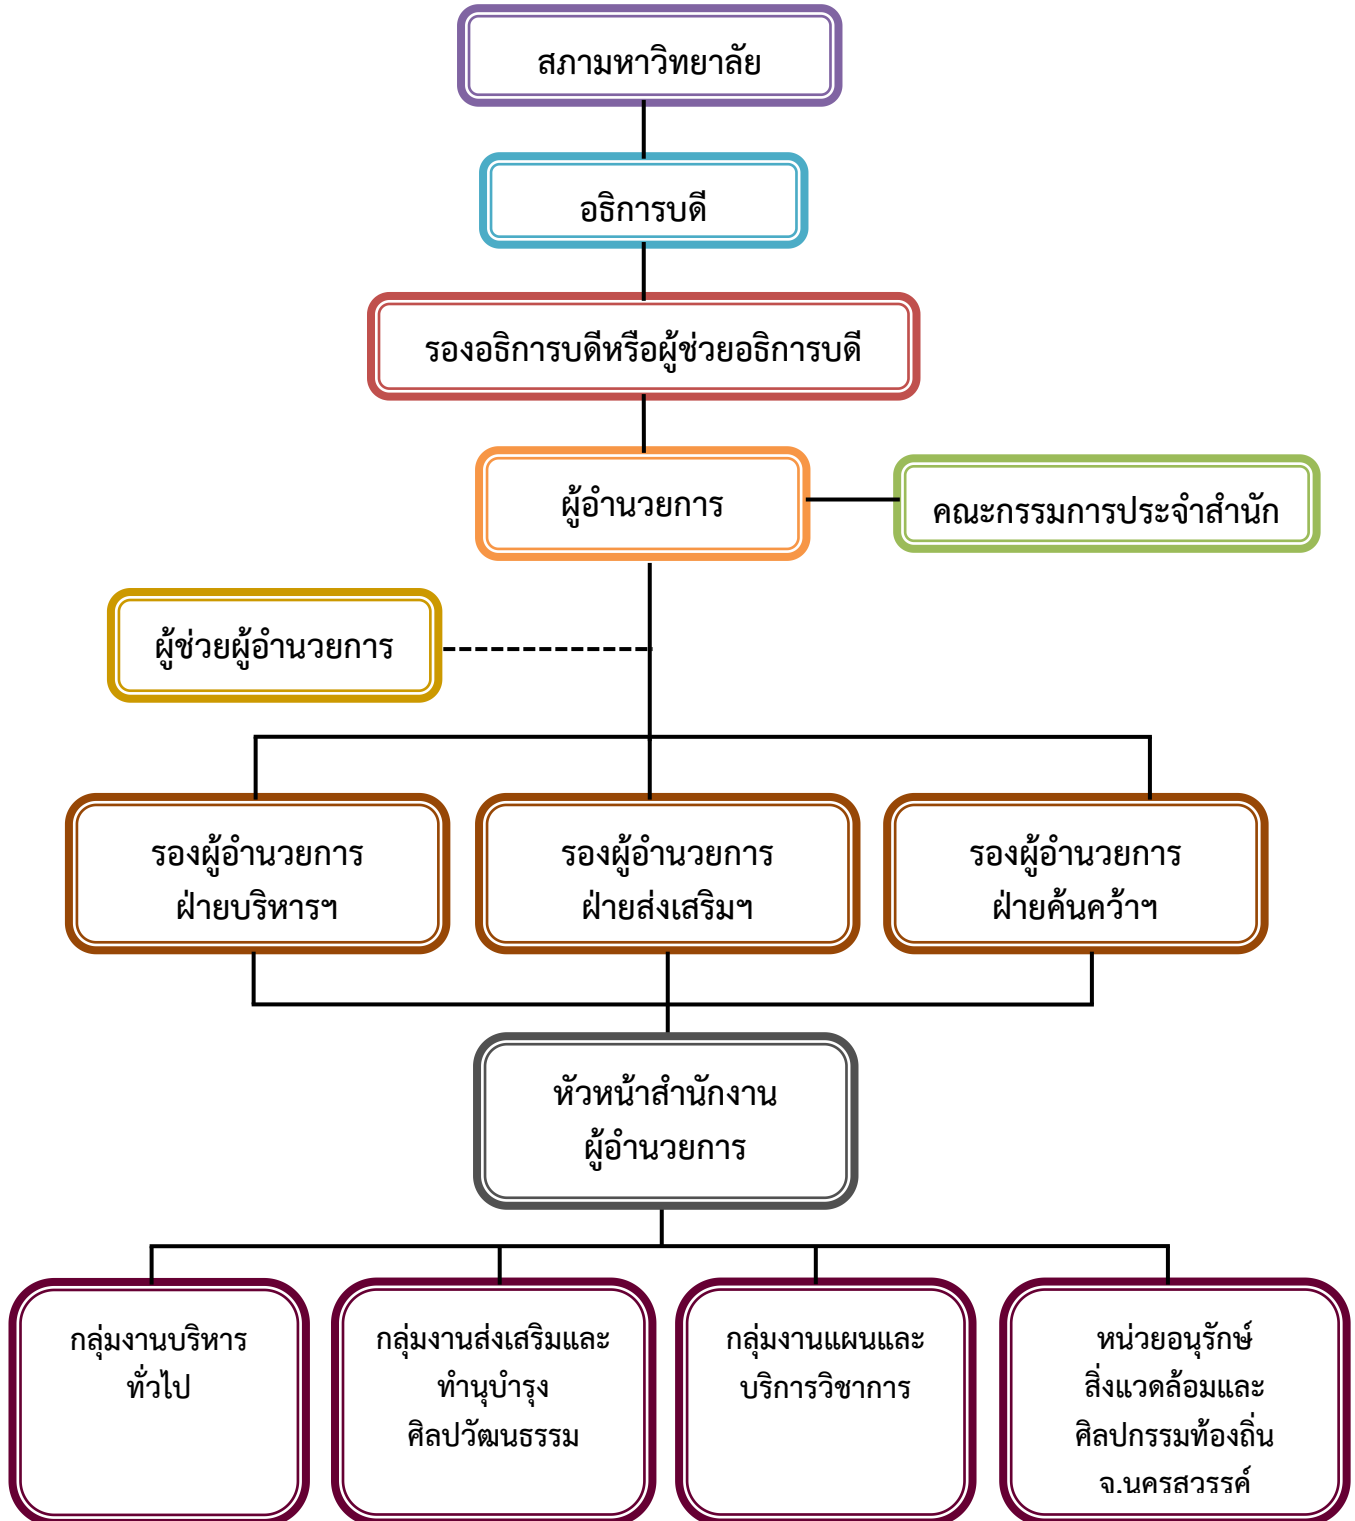 สภามหาวิทยาลัย
อธิการบดี
รองอธิการบดีหรือผู้ช่วยอธิการบดี
ผู้อำนวยการ
คณะกรรมการประจำสำนัก
ผู้ช่วยผู้อำนวยการ
รองผู้อำนวยการ
ฝ่ายบริหารฯ
รองผู้อำนวยการ
ฝ่ายส่งเสริมฯ
รองผู้อำนวยการ
ฝ่ายค้นคว้าฯ
หัวหน้าสำนักงาน
ผู้อำนวยการ
กลุ่มงานบริหาร
ทั่วไป
กลุ่มงานส่งเสริมและ
ทำนุบำรุง
ศิลปวัฒนธรรม
กลุ่มงานแผนและ
บริการวิชาการ
หน่วยอนุรักษ์
สิ่งแวดล้อมและ
ศิลปกรรมท้องถิ่น
จ.นครสวรรค์